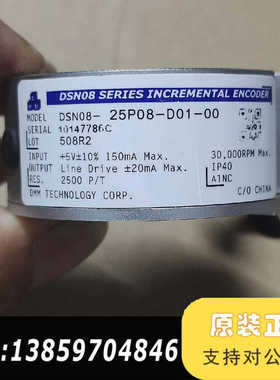 DSN08 SERIES INCREMENTAL ENCODER
MODEL DSN08- 25P08-D01-00
SERIAL 10147786C
LOT 508R2
INPUT +5V±10% 150mA Max.
30,000RPM Max.
OUTPUT Line Drive ±20mA Max.
IP40
RES. 2500 P/T
A1NC
DMM TECHNOLOGY CORP.
C/O CHINA
:13859704846
原装正
支持对公